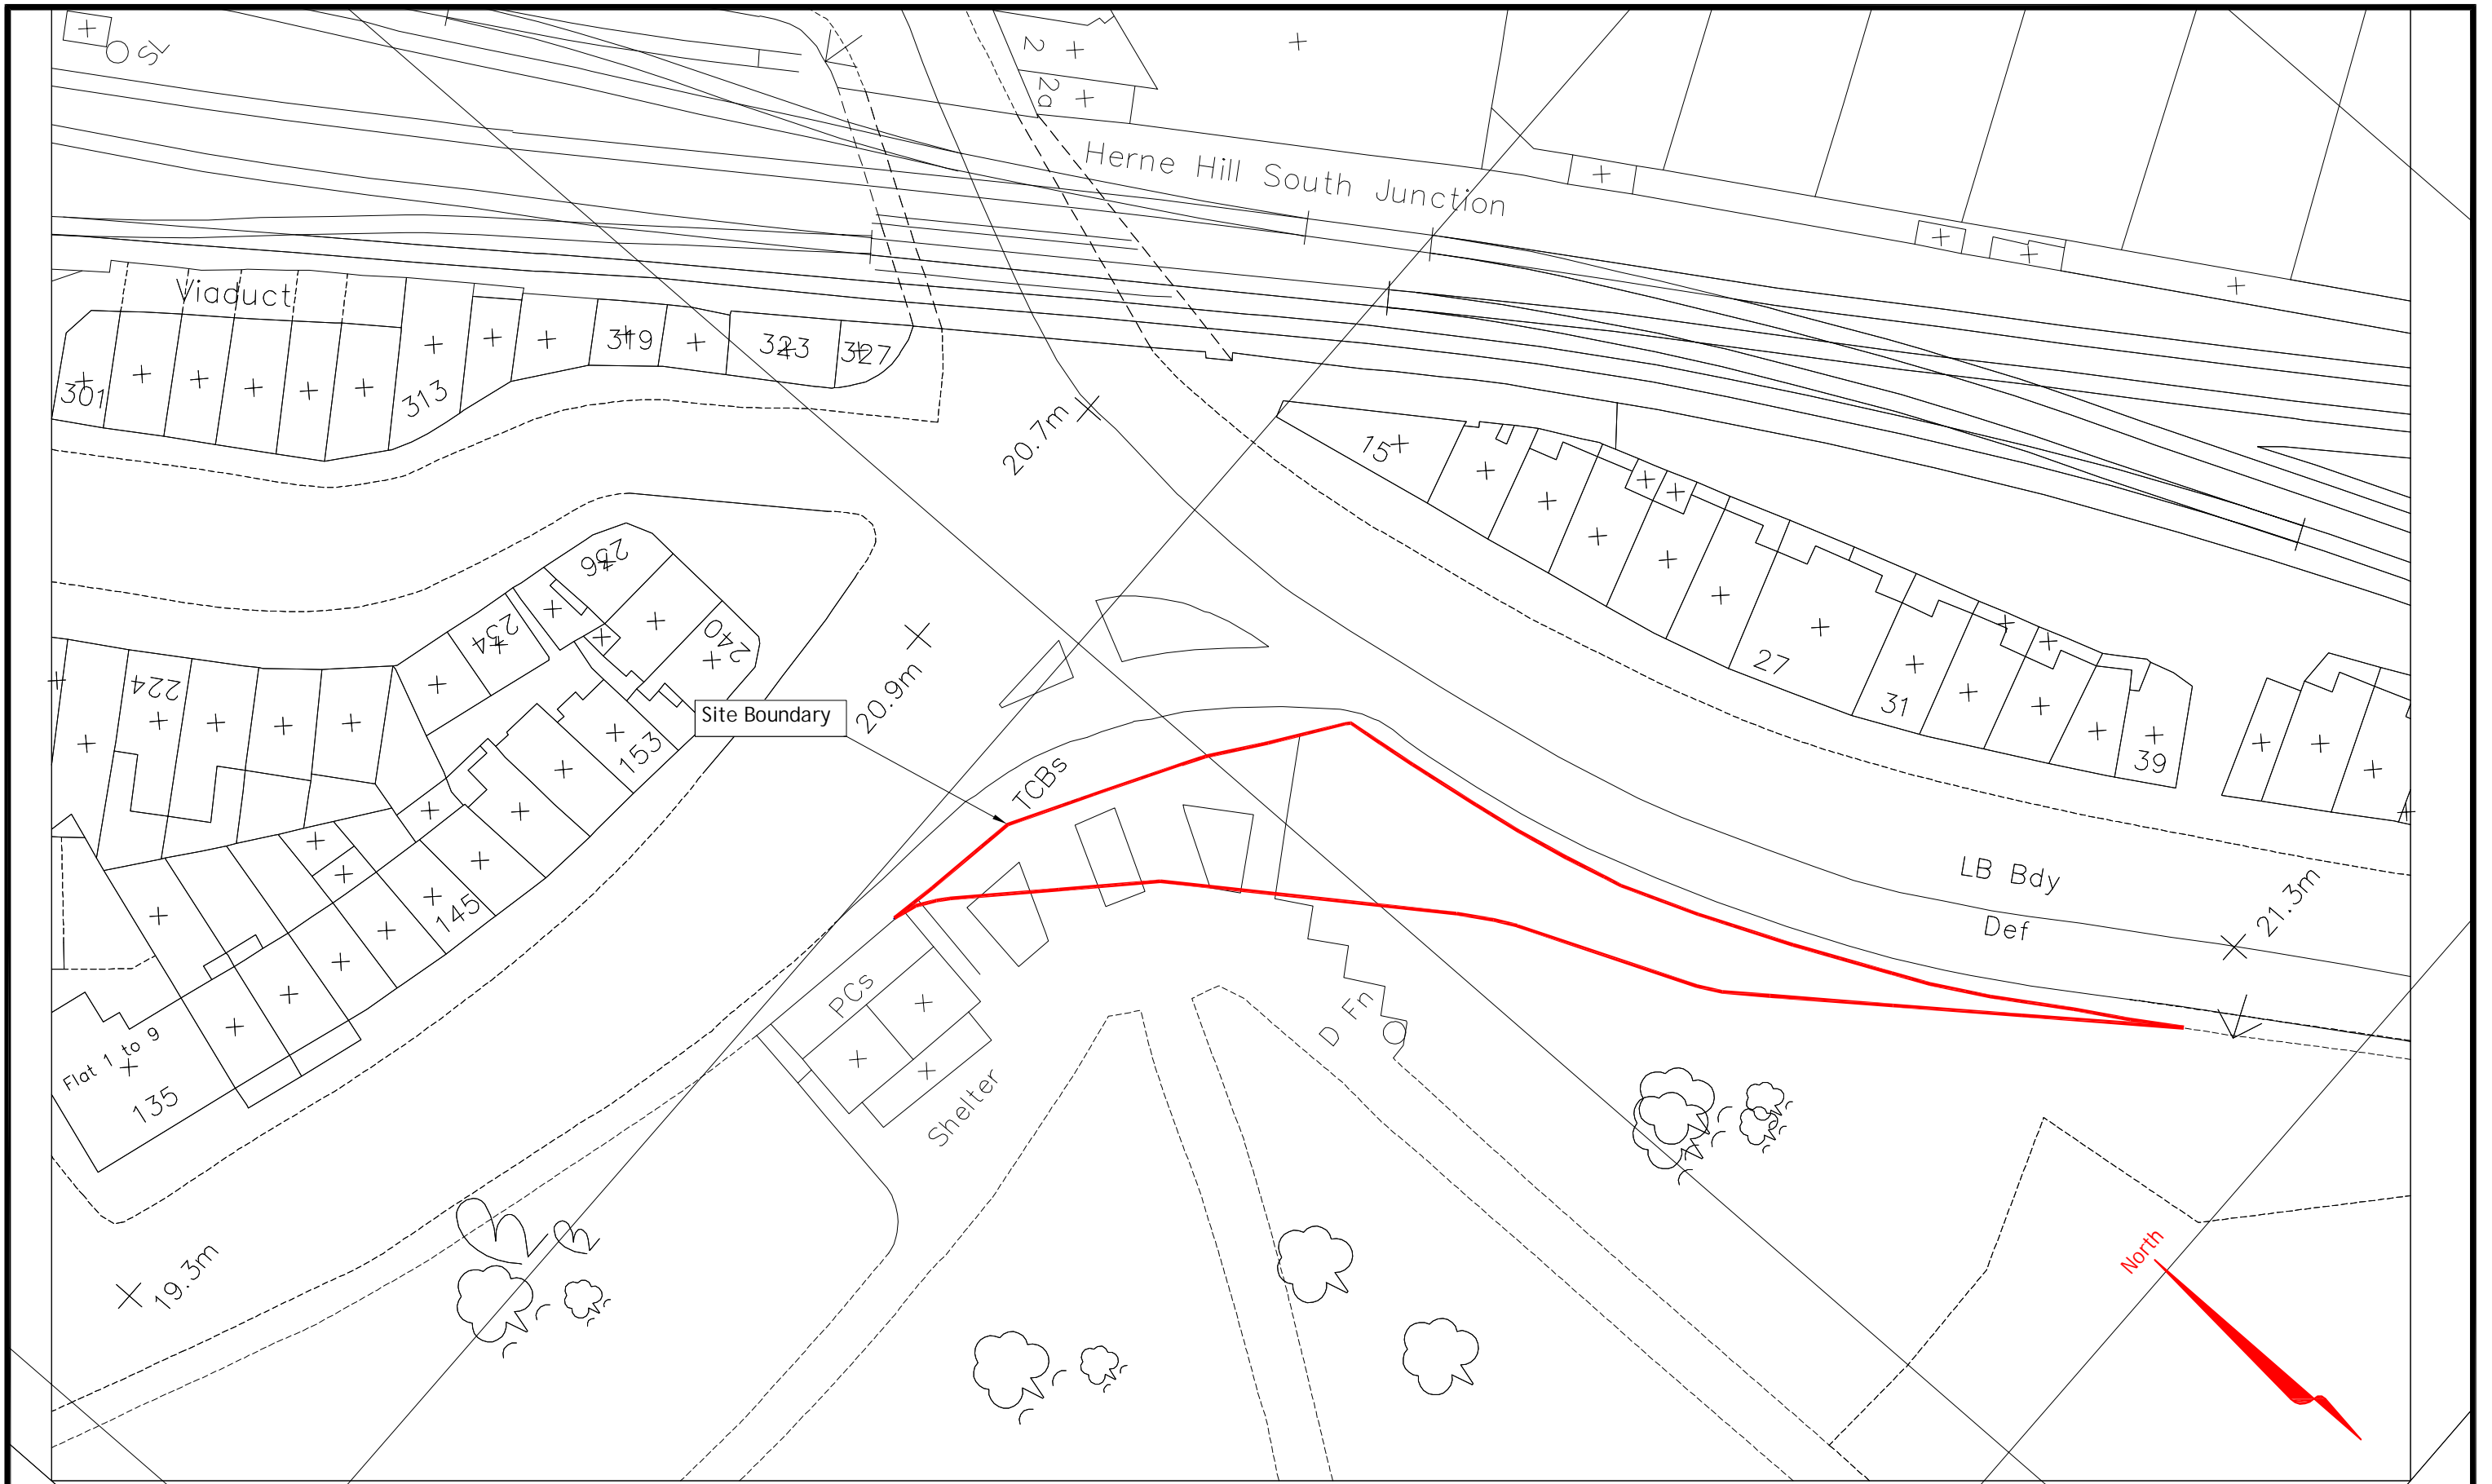 SL
2
2a
Herne Hill South Junction
Viaduct
301
313
319
323
327
20.7m
15
236
234
240
224
153
Site Boundary
20.9m
TCBs
27
31
39
LB Bdy
Def
21.3m
145
PCs
D Fn
Shelter
Flat 1 to 9
135
19.3m
North